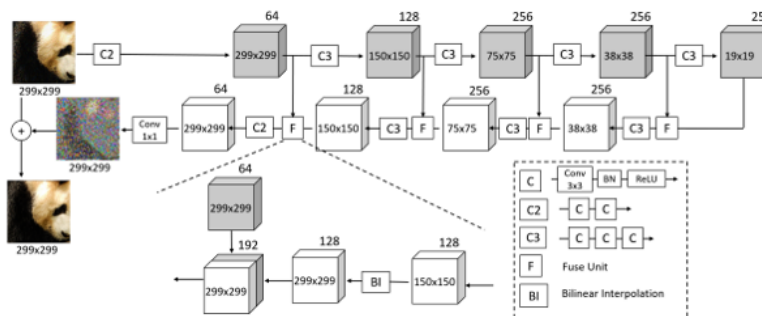 64
128
256
256
25
C2
299x299
C3
150x150
C3
75x75
C3
38x38
C3
19x19
299x299
64
128
256
256
+
299x299
Conv
1x1
299x299
C2
F
150x150
C3
F
75x75
C3
F
38x38
C3
F
299x299
64
299x299
192
128
128
299x299
299x299
BI
150x150
C
Conv
3x3
BN
ReLU
C2
C
C
C3
C
C
C
F
Fuse Unit
BI
Bilinear Interpolation